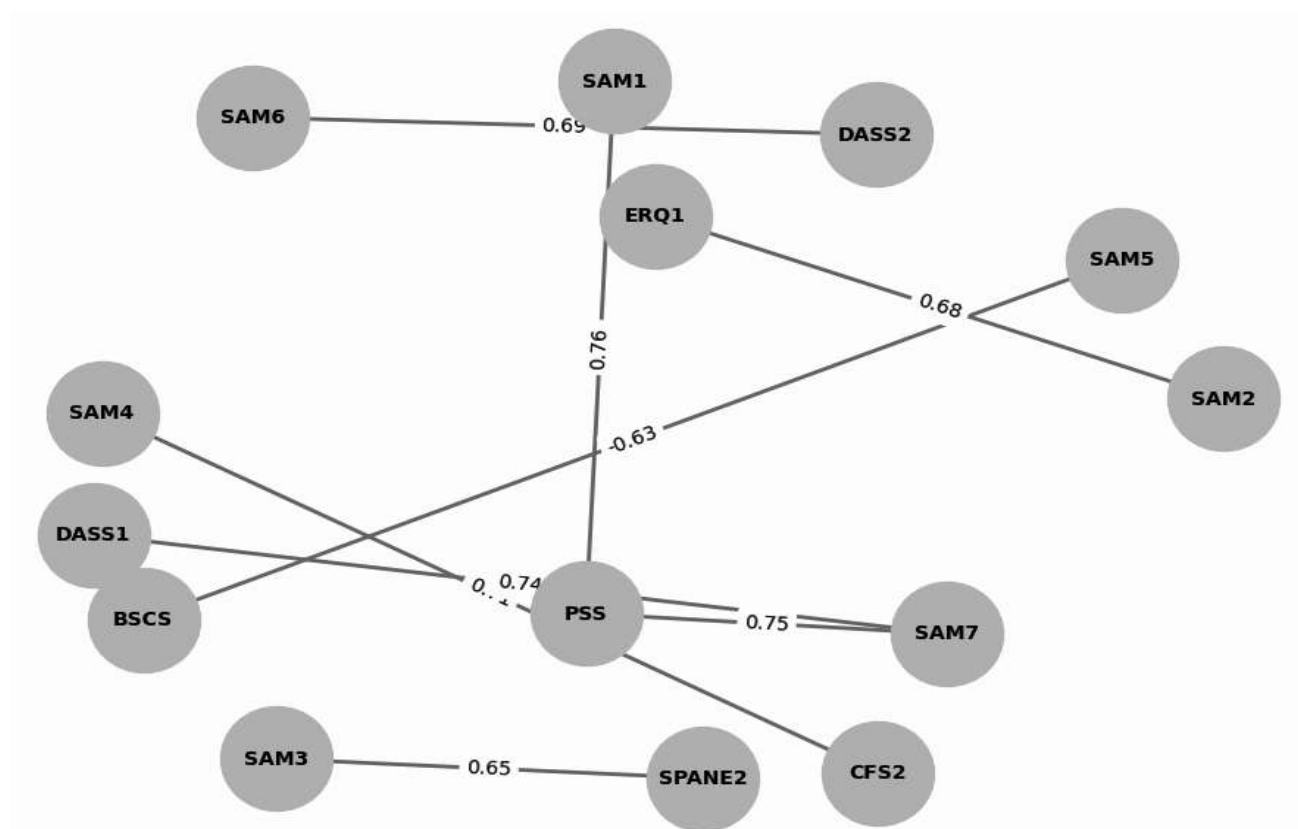 SAM1
SAM6
0.69
DASS2
ERQ1
SAM5
0.68
0.76
SAM2
SAM4
-0.63
DASS1
0.74
PSS
BSCS
0.75
SAM7
SAM3
0.65
SPANE2
CFS2